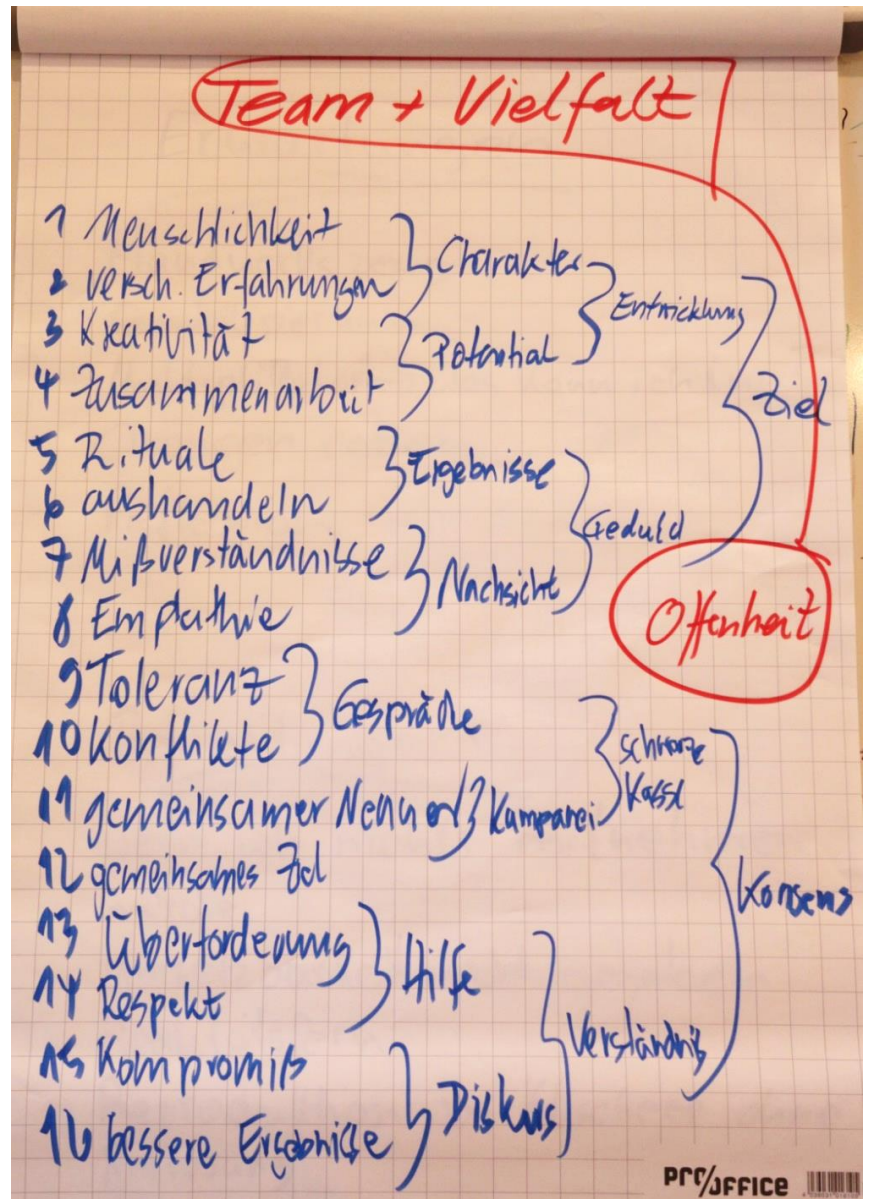 Team + Vielfalt
1 Menschlichkeit
2 versch. Erfahrungen
Charakter
3 Kreativität
4 Zusammenarbeit
Potential
Entwicklung
5 Rituale
6 aushandeln
Ergebnisse
7 Mißverständnisse
8 Empathie
Nachsicht
Geduld
Ziel
Offenheit
9 Toleranz
10 Konflikte
Gespräche
11 gemeinsamer Nenner
12 gemeinsames Ziel
Kumpanei
schwarze
Kasse
13 Überforderung
14 Respekt
Hilfe
15 Kompromiß
16 bessere Ergebnisse
Diskurs
Verständnis
Konsens
PRO/OFFICE